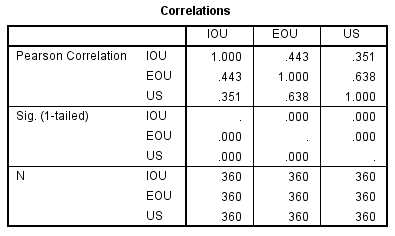 Correlations
IOU EOU US
Pearson Correlation IOU 1.000 .443 .351
EOU .443 1.000 .638
US .351 .638 1.000
Sig. (1-tailed) IOU . .000 .000
EOU .000 . .000
US .000 .000 .
N IOU 360 360 360
EOU 360 360 360
US 360 360 360